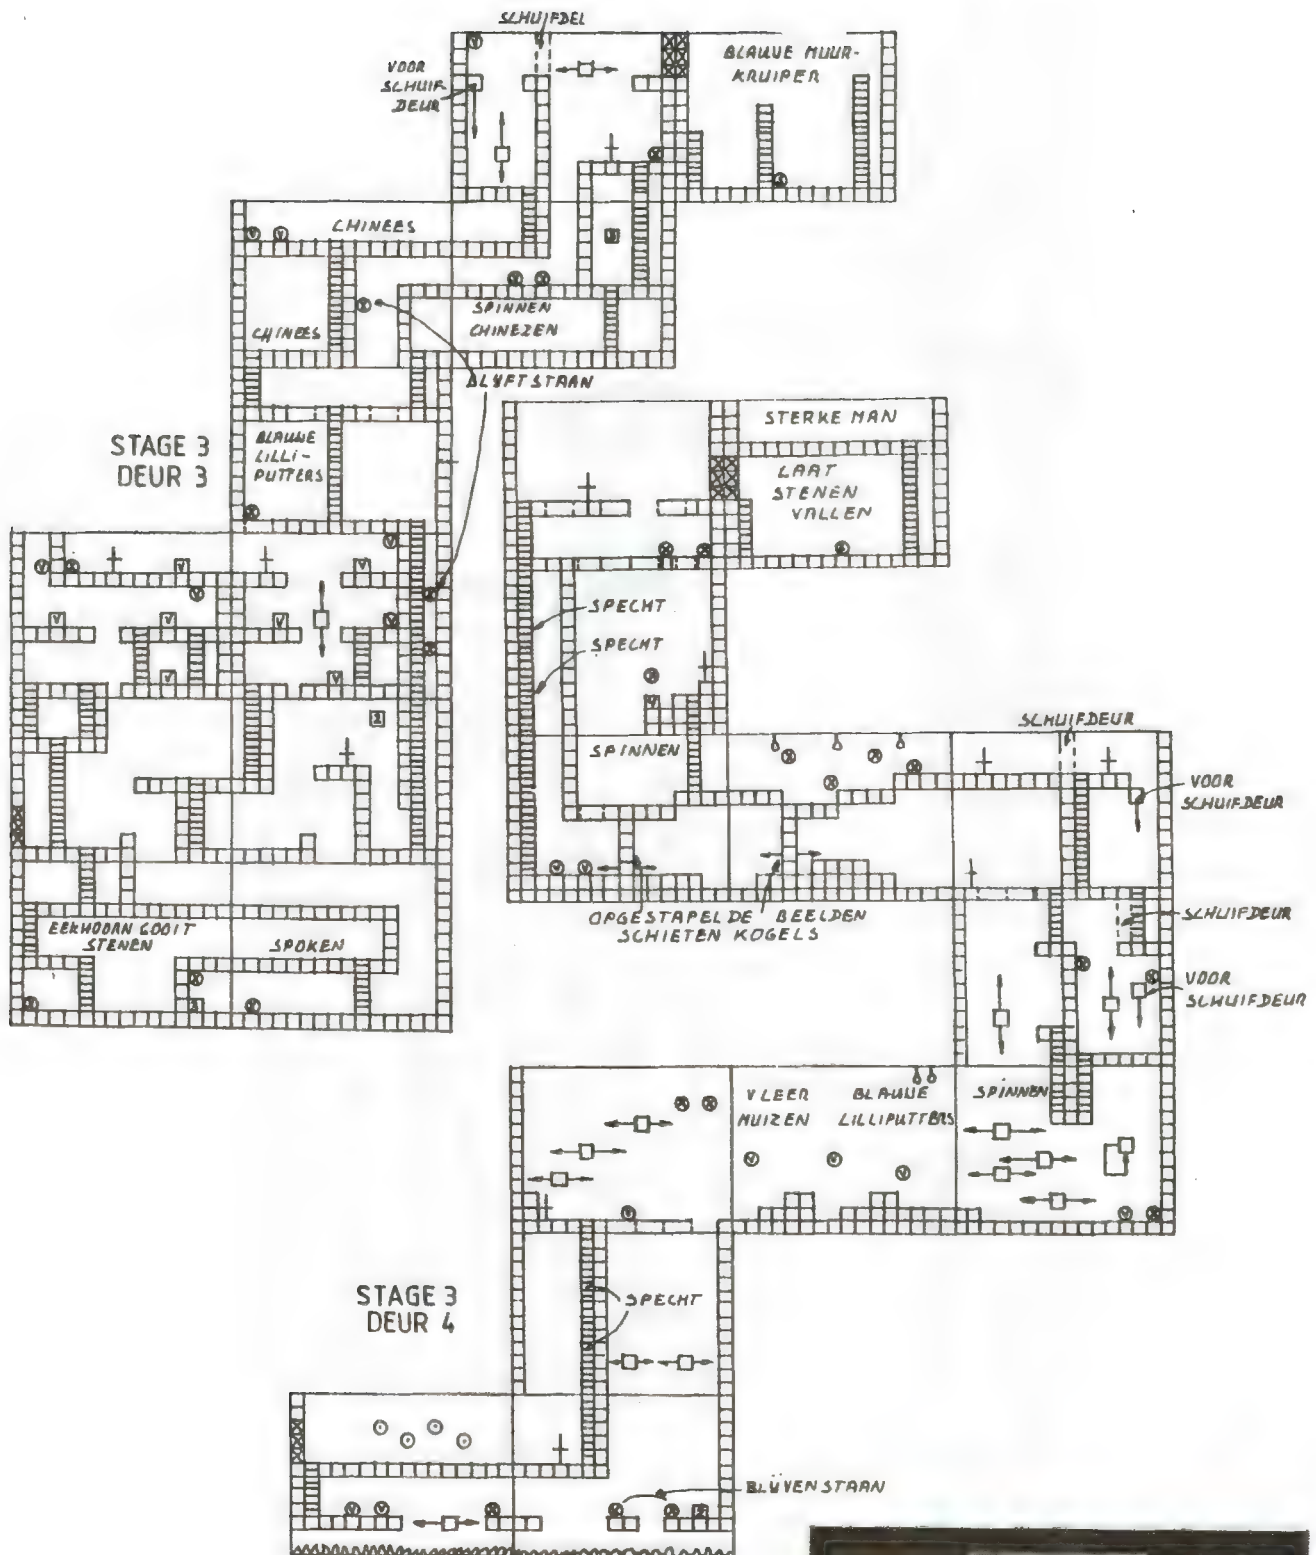 SCHUIFDEL
VOOR
SCHUIF-
DEUR
BLAUWE MUUR-
KRUIPER
CHINEES
CHINEES
SPINNEN
CHINEZEN
BLYFT STAAN
STAGE 3
DEUR 3
BLAUWE
LILLI-
PUTTERS
STERKE MAN
LAAT
STENEN
VALLEN
SPECHT
SPECHT
SPINNEN
SCHUIFDEUR
VOOR
SCHUIFDEUR
OPGESTAPELDE BEELDEN
SCHIETEN KOGELS
EEKHOORN GOOIT
STENEN
SPOKEN
SCHUIFDEUR
VOOR
SCHUIFDEUR
VLEER
MUIZEN
BLAUWE
LILLIPUTTERS
SPINNEN
STAGE 3
DEUR 4
SPECHT
BLÜVEN STAAN